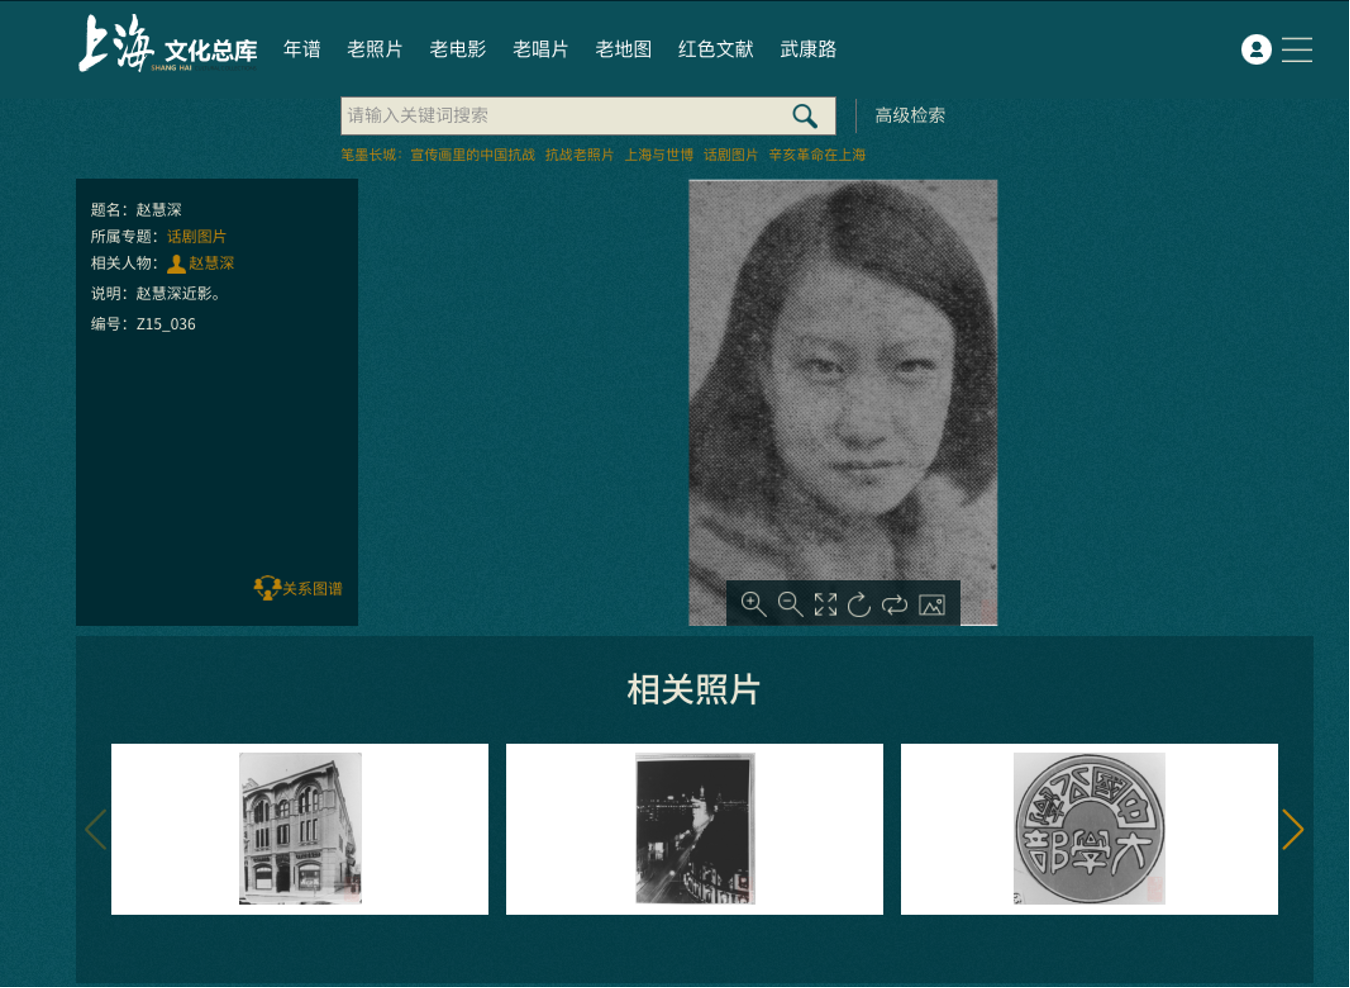 上海 文化总库
SHANG HAI
年谱 老照片 老电影 老唱片 老地图 红色文献 武康路
请输入关键词搜索
高级检索
笔墨长城：宣传画里的中国抗战 抗战老照片 上海与世博 话剧图片 辛亥革命在上海
题名：赵慧深
所属专题：话剧图片
相关人物：赵慧深
说明：赵慧深近影。
编号：Z15_036
关系图谱
相关照片
中國公學
大學部